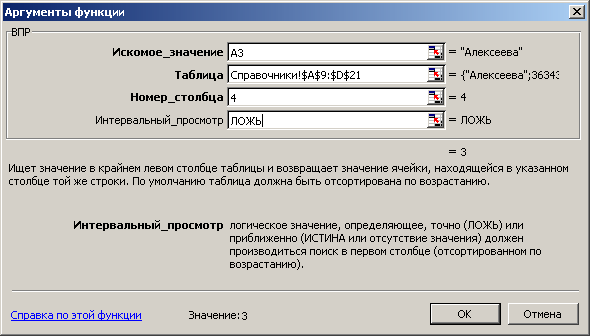 Аргументы функции
ВПР
Искомое_значение A3 = "Алексеева"
Таблица Справочники!$A$9:$D$21 = {"Алексеева";36343
Номер_столбца 4 = 4
Интервальный_просмотр ЛОЖЬ = ЛОЖЬ
= 3
Ищет значение в крайнем левом столбце таблицы и возвращает значение ячейки, находящейся в указанном
столбце той же строки. По умолчанию таблица должна быть отсортирована по возрастанию.
Интервальный_просмотр логическое значение, определяющее, точно (ЛОЖЬ) или
приближенно (ИСТИНА или отсутствие значения) должен
производиться поиск в первом столбце (отсортированном по
возрастанию).
Справка по этой функции Значение:3 OK Отмена